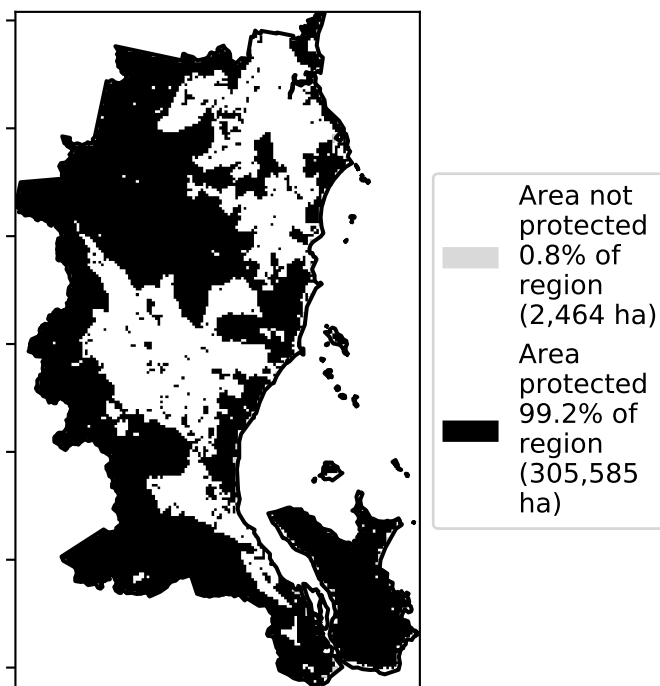 Area not
protected
0.8% of
region
(2,464 ha)
Area
protected
99.2% of
region
(305,585
ha)